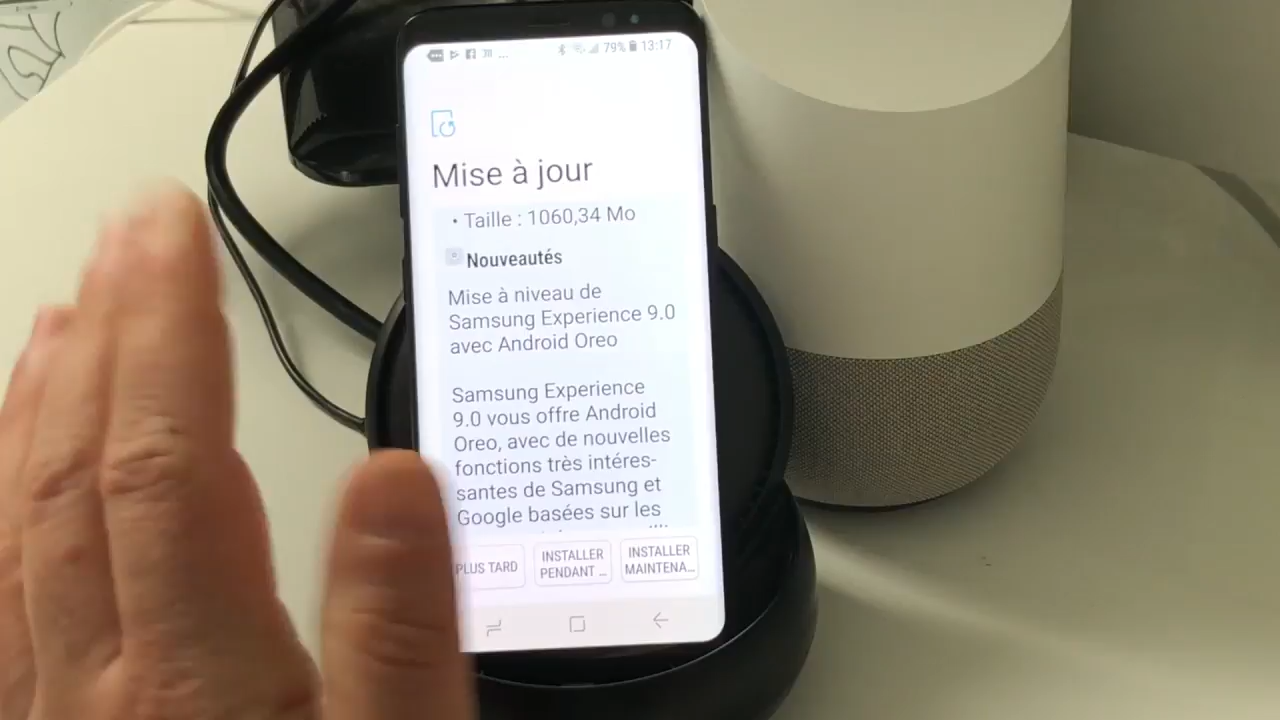 79% 13:17
Mise à jour
• Taille : 1060,34 Mo
Nouveautés
Mise à niveau de
Samsung Experience 9.0
avec Android Oreo
Samsung Experience
9.0 vous offre Android
Oreo, avec de nouvelles
fonctions très intéres-
santes de Samsung et
Google basées sur les
PLUS TARD
INSTALLER
PENDANT ...
INSTALLER
MAINTENA...